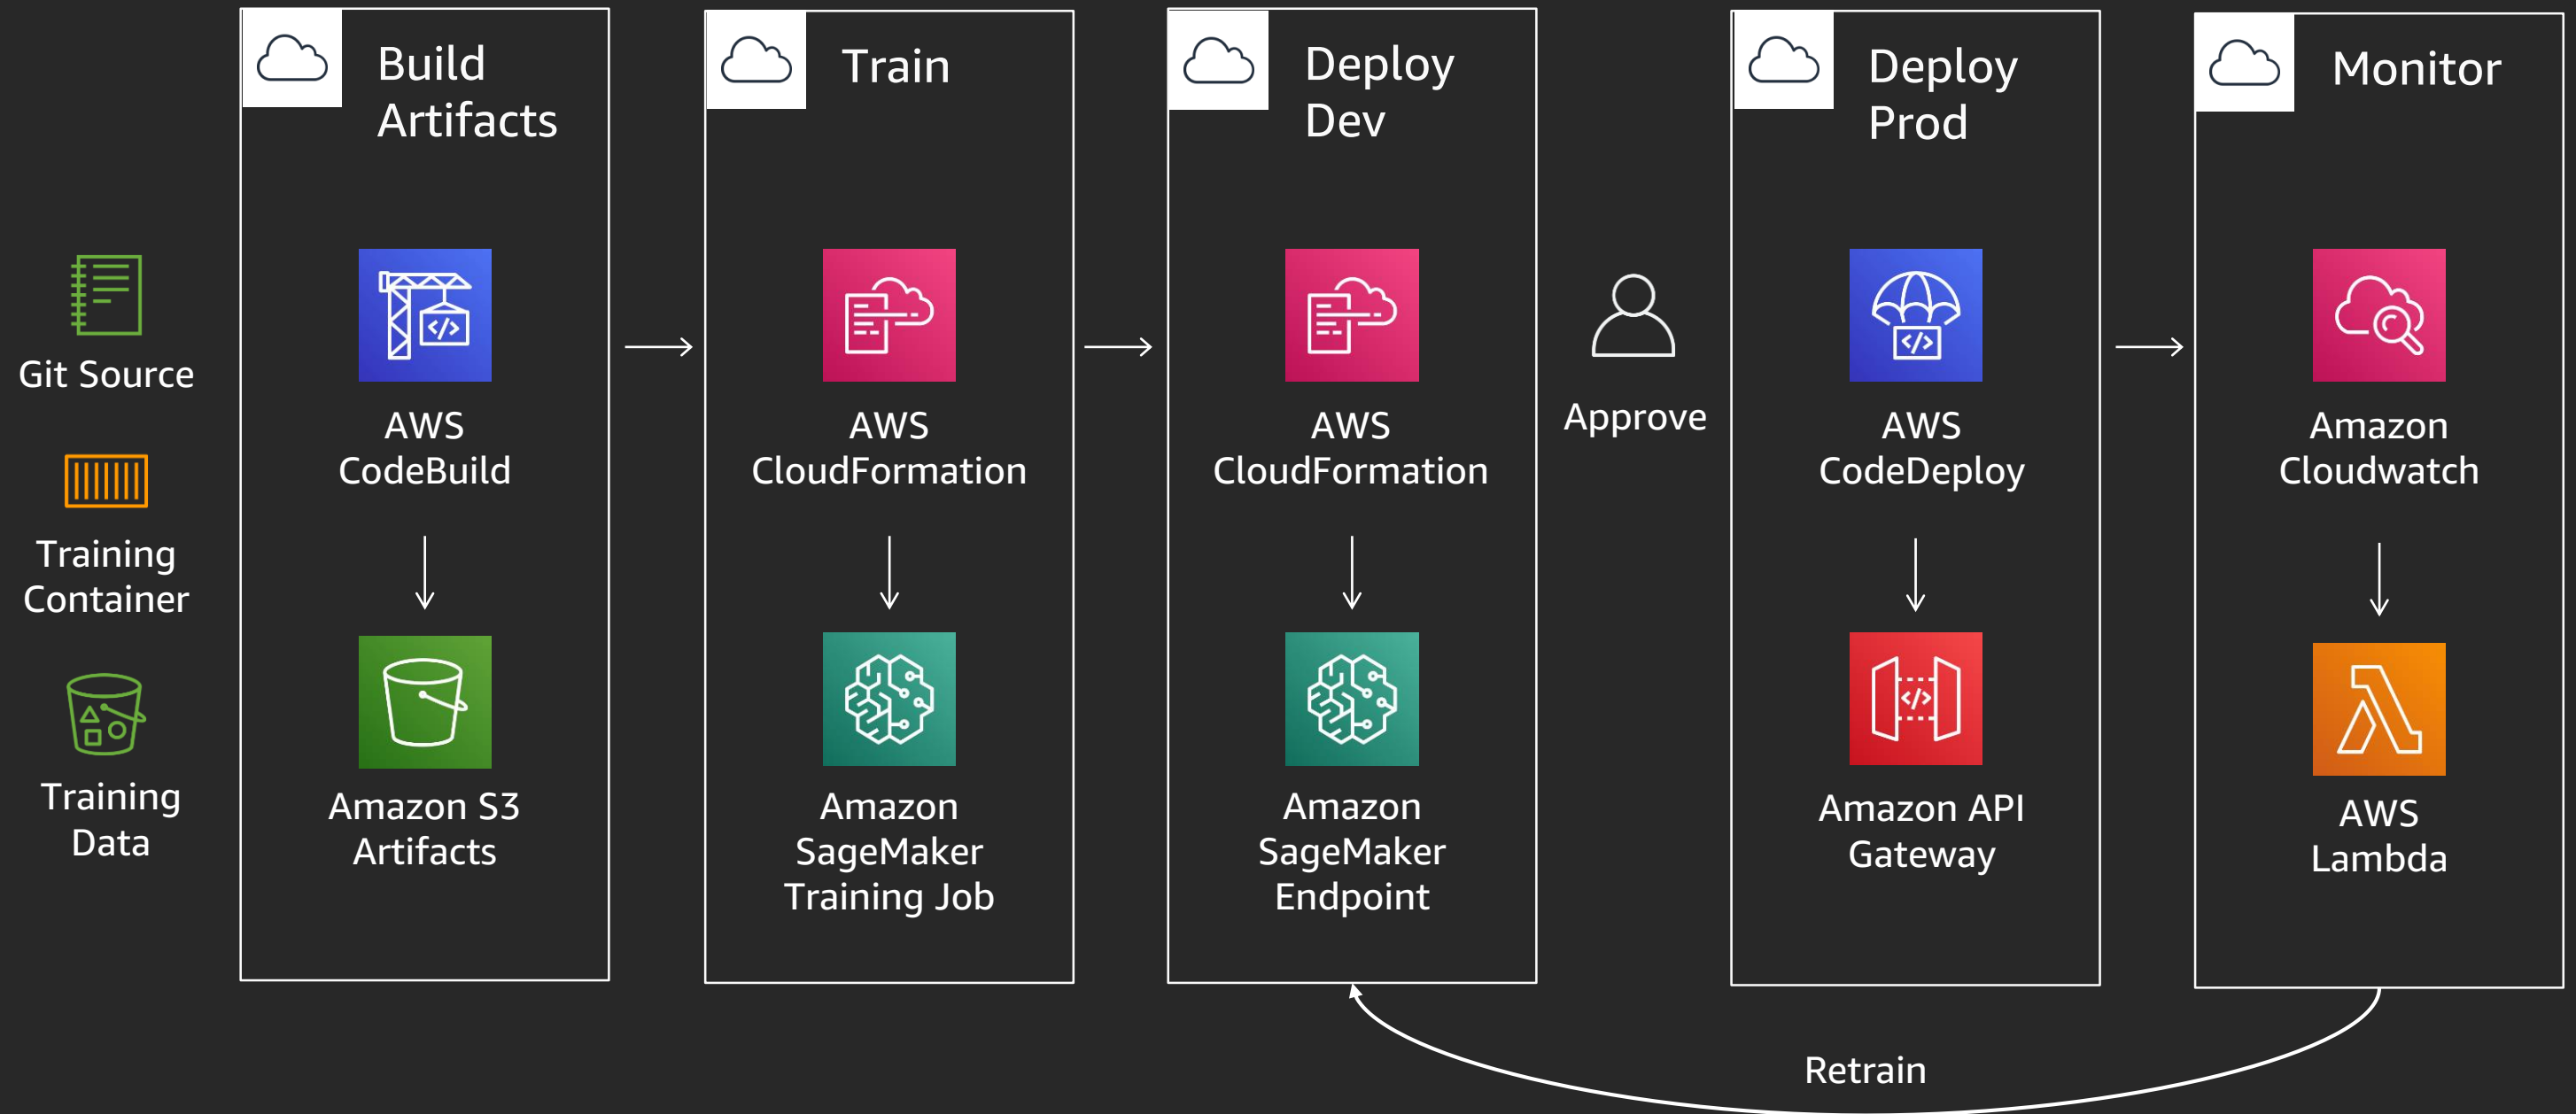 Build
Artifacts
Train
Deploy
Dev
Deploy
Prod
Monitor
Git Source
Training
Container
Training
Data
AWS
CodeBuild
Amazon S3
Artifacts
AWS
CloudFormation
Amazon
SageMaker
Training Job
AWS
CloudFormation
Amazon
SageMaker
Endpoint
Approve
AWS
CodeDeploy
Amazon API
Gateway
Amazon
Cloudwatch
AWS
Lambda
Retrain